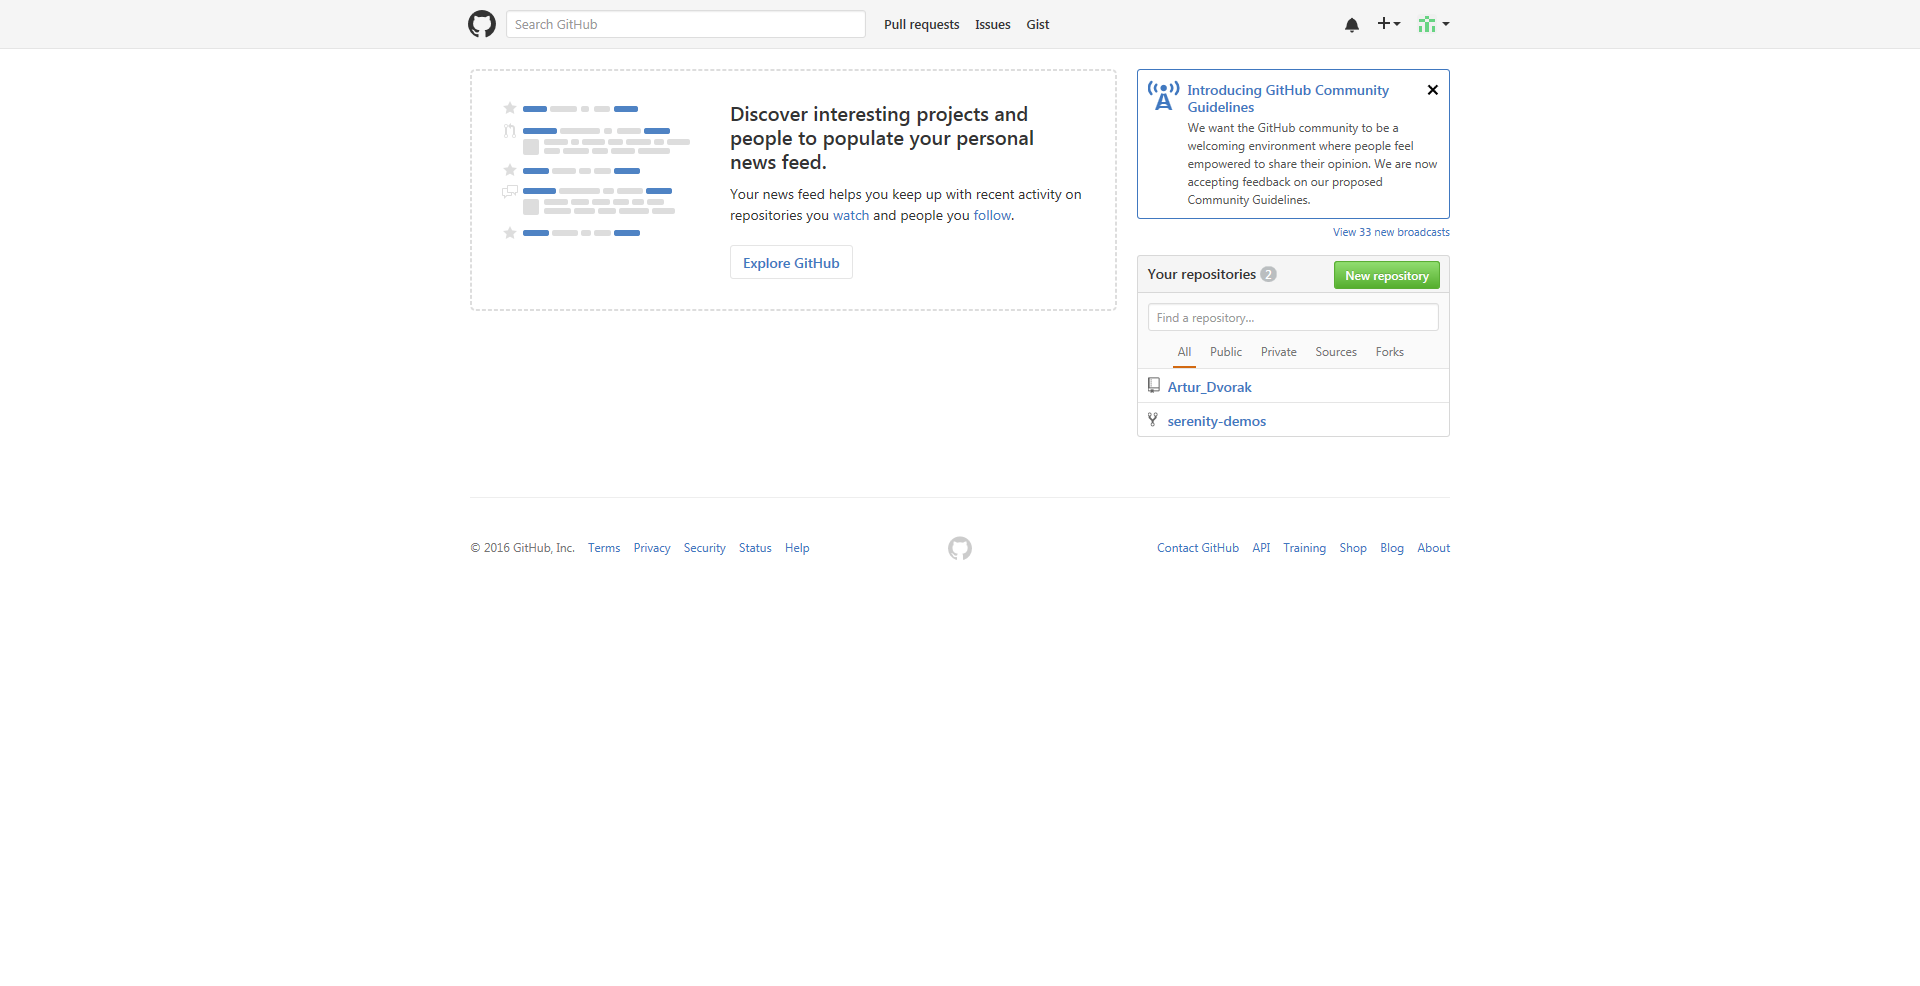 Search GitHub
Pull requests Issues Gist
Discover interesting projects and
people to populate your personal
news feed.
Your news feed helps you keep up with recent activity on
repositories you watch and people you follow.
Explore GitHub
Introducing GitHub Community
Guidelines
We want the GitHub community to be a
welcoming environment where people feel
empowered to share their opinion. We are now
accepting feedback on our proposed
Community Guidelines.
View 33 new broadcasts
Your repositories 2
New repository
Find a repository...
All Public Private Sources Forks
Artur_Dvorak
serenity-demos
© 2016 GitHub, Inc. Terms Privacy Security Status Help
Contact GitHub API Training Shop Blog About